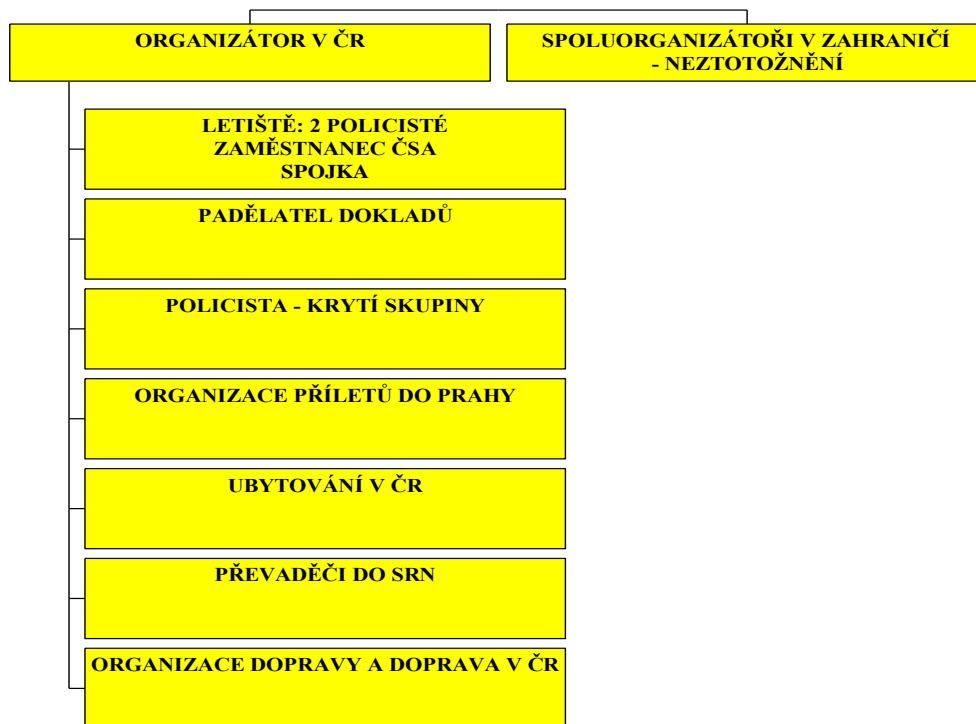 ORGANIZÁTOR V ČR
SPOLUORGANIZÁTOŘI V ZAHRANIČÍ
- NEZTOTOŽNĚNÍ
LETIŠTĚ: 2 POLICISTÉ
ZAMĚSTNANEC ČSA
SPOJKA
PADĚLATEL DOKLADŮ
POLICISTA - KRYTÍ SKUPINY
ORGANIZACE PŘÍLETŮ DO PRAHY
UBYTOVÁNÍ V ČR
PŘEVADĚČI DO SRN
ORGANIZACE DOPRAVY A DOPRAVA V ČR